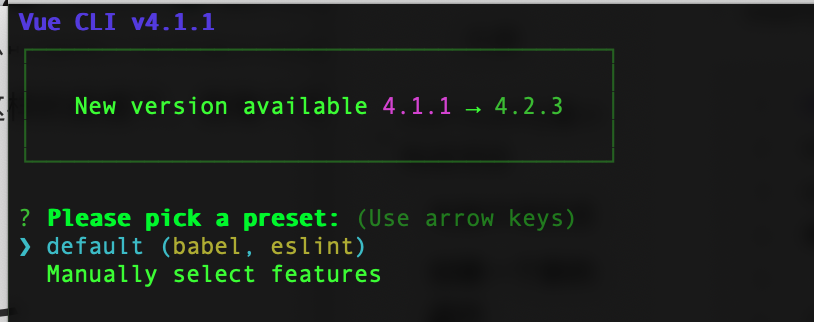 Vue CLI v4.1.1
New version available 4.1.1 → 4.2.3
? Please pick a preset: (Use arrow keys)
❯ default (babel, eslint)
Manually select features